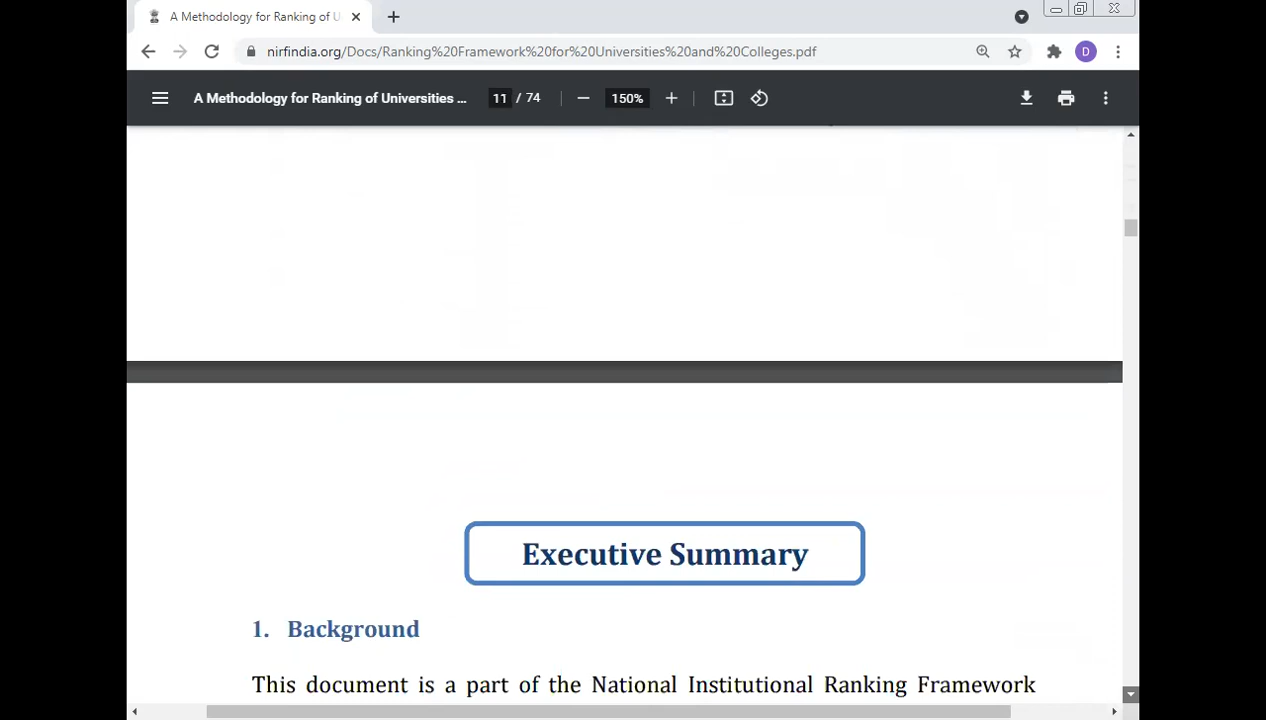 A Methodology for Ranking of U
nirfindia.org/Docs/Ranking%20Framework%20for%20Universities%20and%20Colleges.pdf
D
A Methodology for Ranking of Universities ...
11 / 74
150%
Executive Summary
1. Background
This document is a part of the National Institutional Ranking Framework